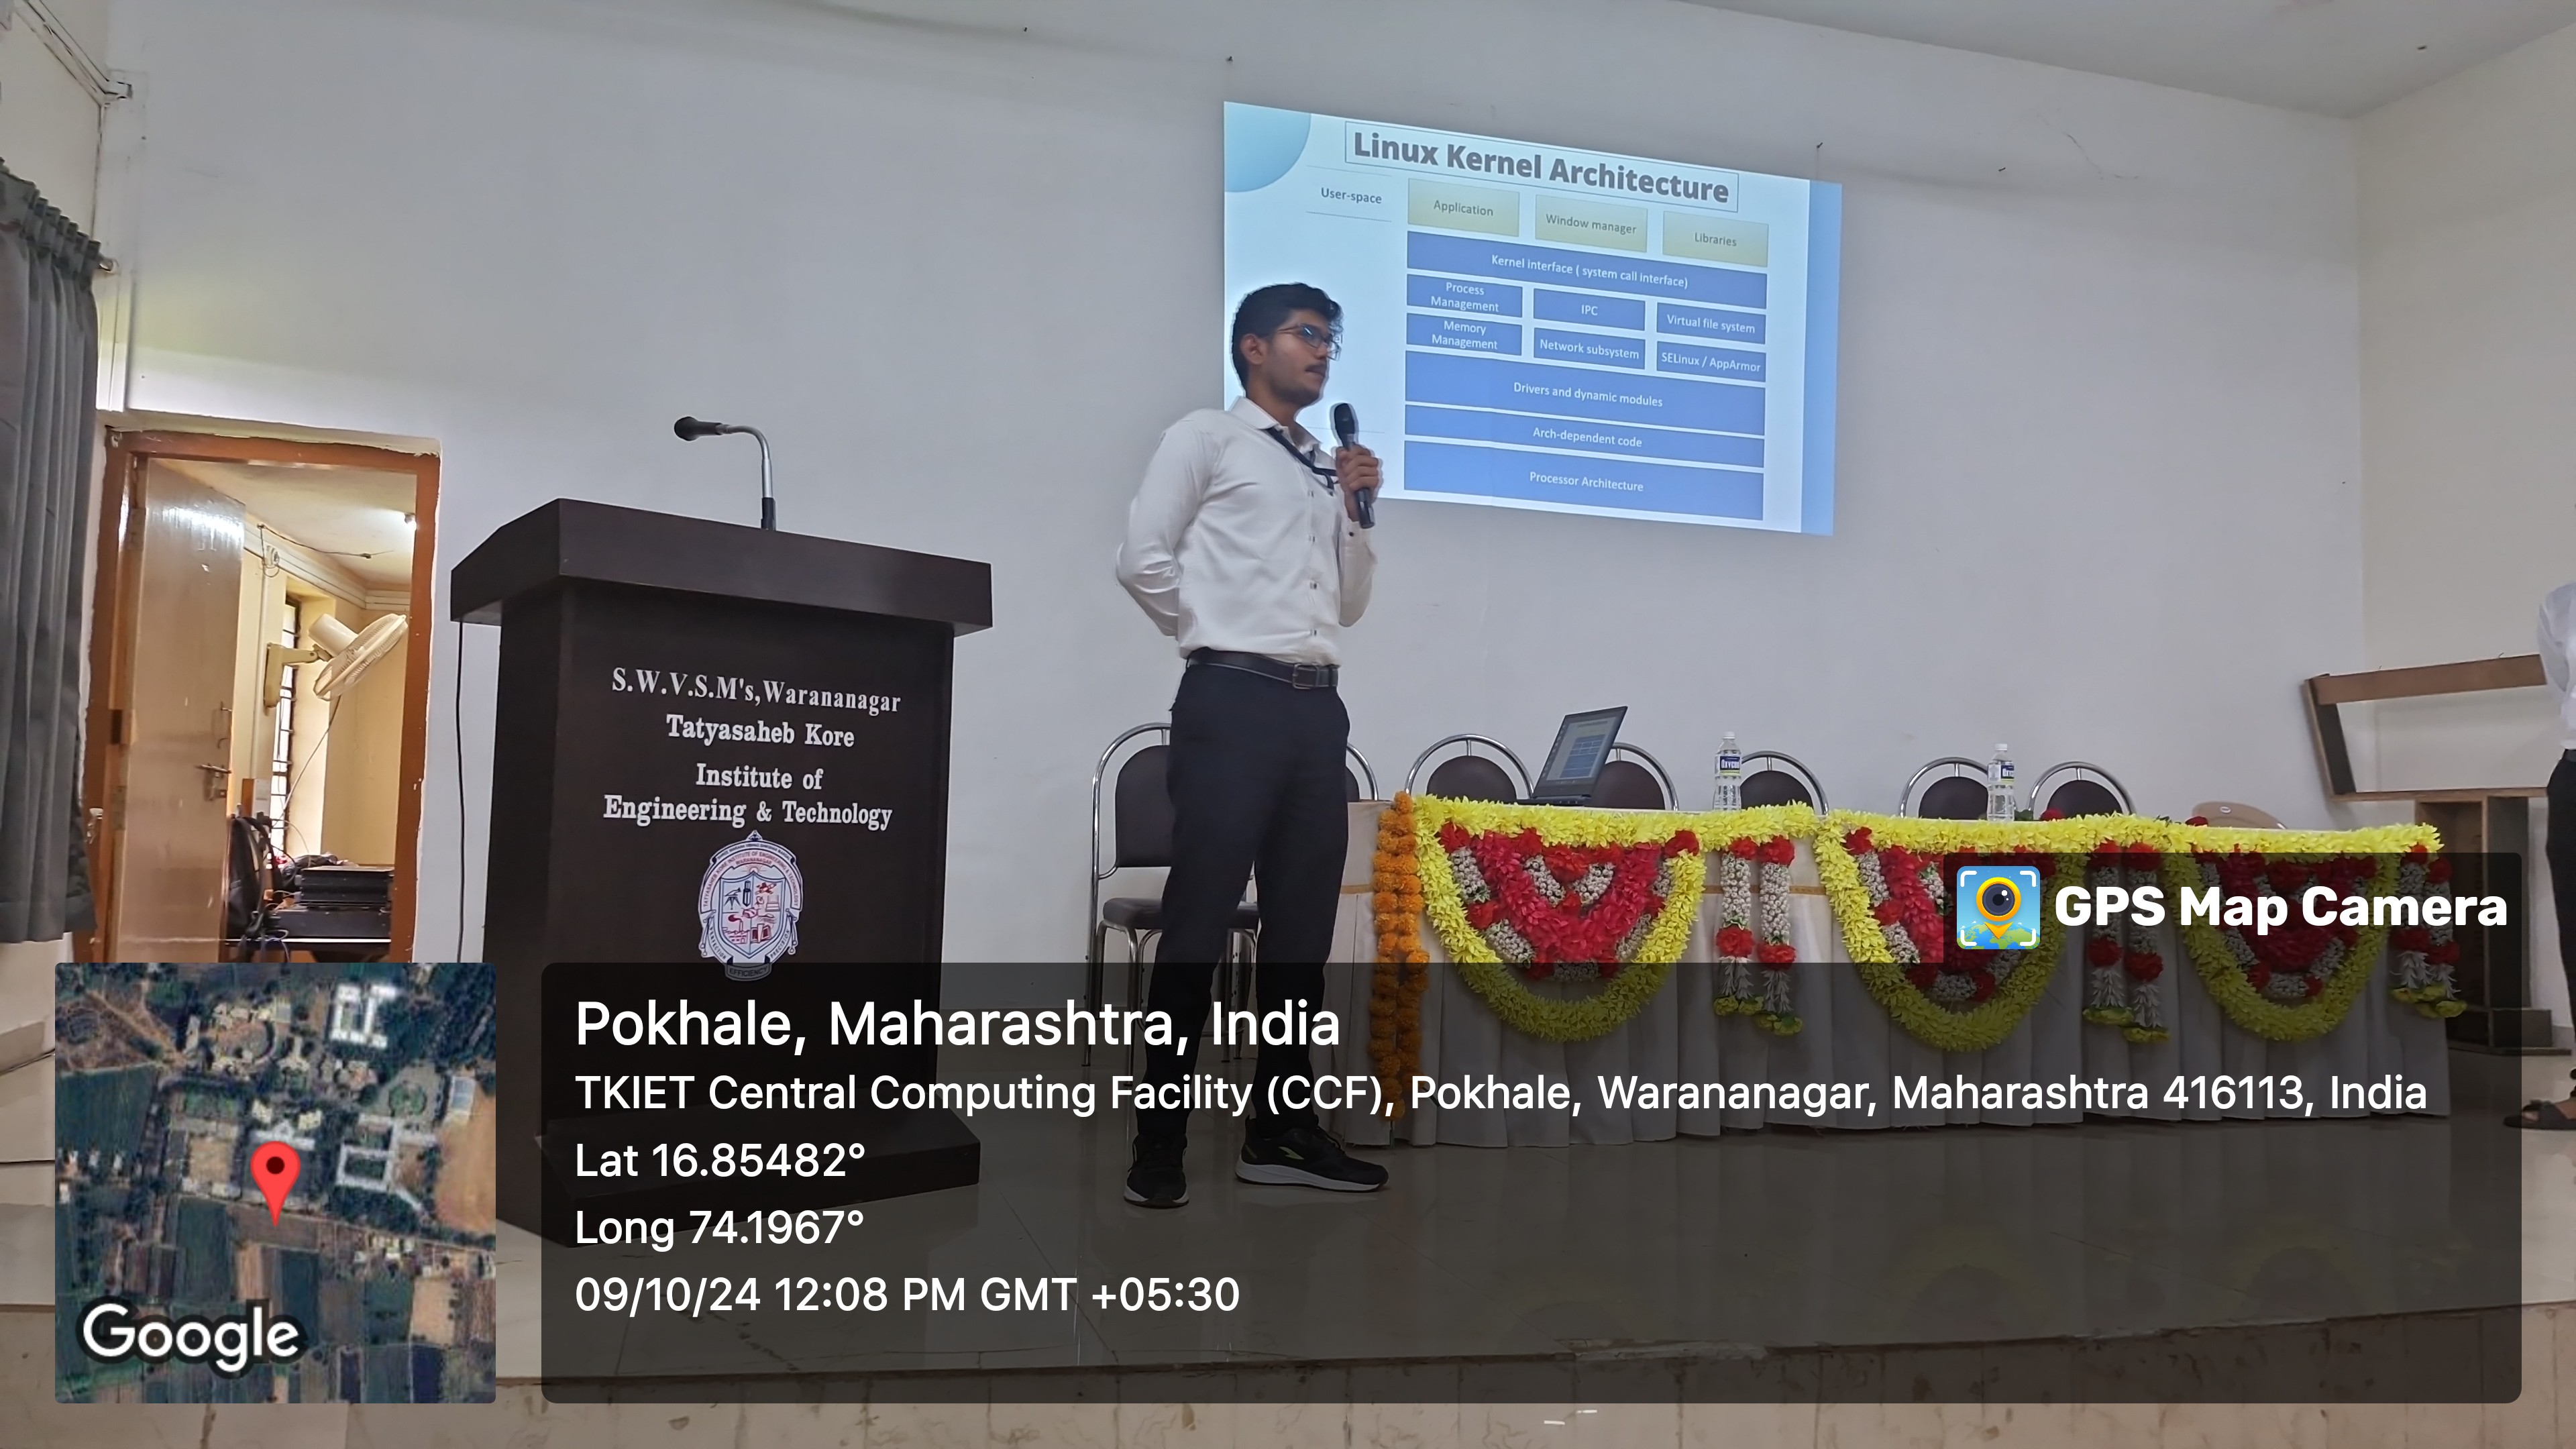 Linux Kernel Architecture
User-space
Application
Window manager
Libraries
Kernel interface ( system call interface)
Process
Management
IPC
Virtual file system
Memory
Management
Network subsystem
SELinux / AppArmor
Drivers and dynamic modules
Arch-dependent code
Processor Architecture
S.W.V.S.M's,Warananagar
Tatyasaheb Kore
Institute of
Engineering & Technology
EFFICIENCY
GPS Map Camera
Pokhale, Maharashtra, India
TKIET Central Computing Facility (CCF), Pokhale, Warananagar, Maharashtra 416113, India
Lat 16.85482°
Long 74.1967°
09/10/24 12:08 PM GMT +05:30
Google